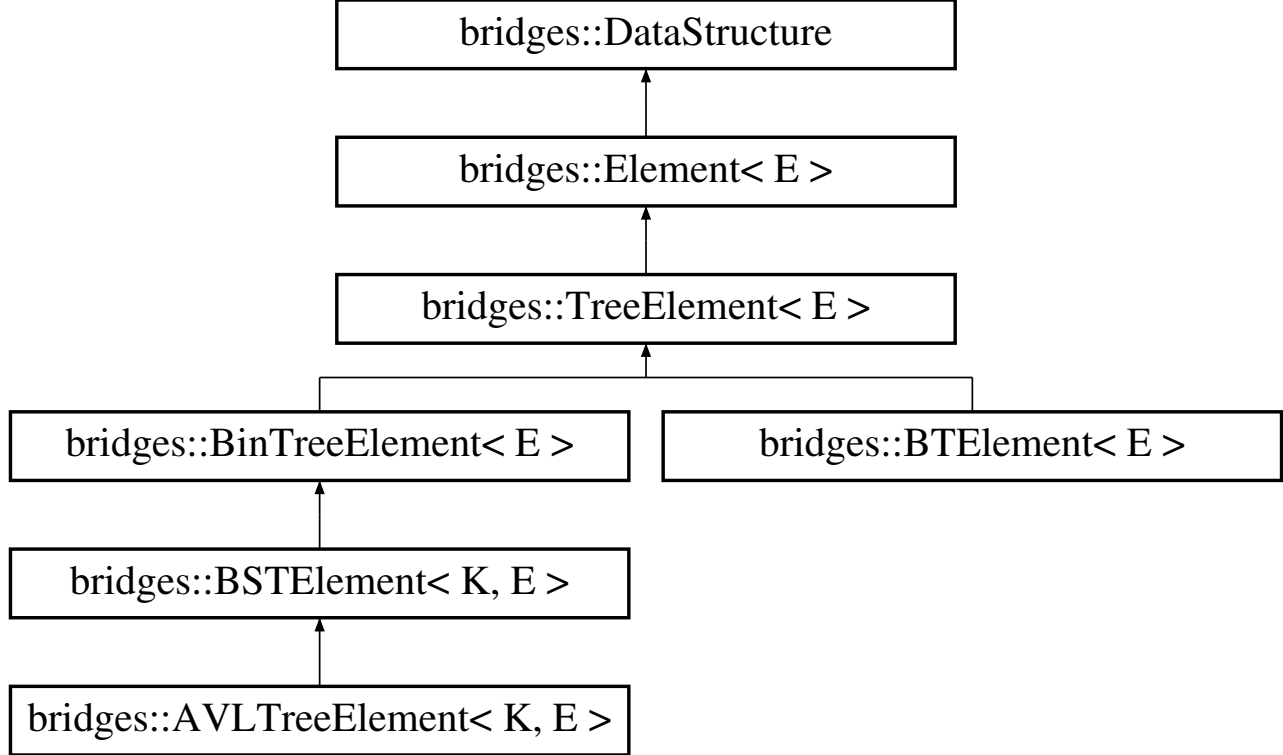 bridges::DataStructure
bridges::Element< E >
bridges::TreeElement< E >
bridges::BinTreeElement< E >
bridges::BTElement< E >
bridges::BSTElement< K, E >
bridges::AVLTreeElement< K, E >